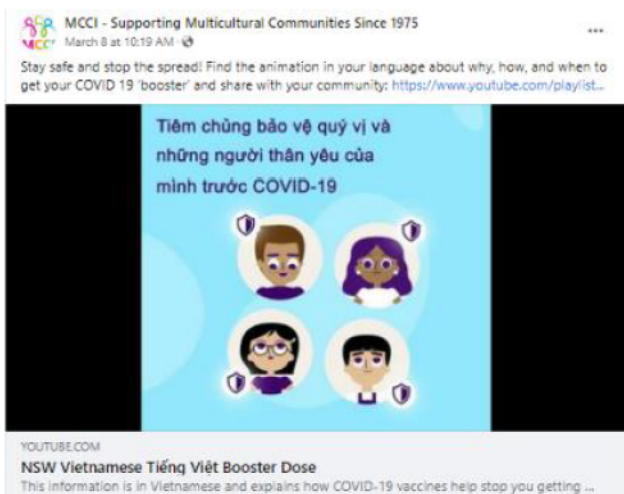 MCCI - Supporting Multicultural Communities Since 1975
MCCI
March 8 at 10:19 AM ·
Stay safe and stop the spread! Find the animation in your language about why, how, and when to
get your COVID 19 'booster' and share with your community: https://www.youtube.com/playlist...
Tiêm chủng bảo vệ quý vị và
những người thân yêu của
mình trước COVID-19
YOUTUBE.COM
NSW Vietnamese Tiếng Việt Booster Dose
This information is in Vietnamese and explains how COVID-19 vaccines help stop you getting ...